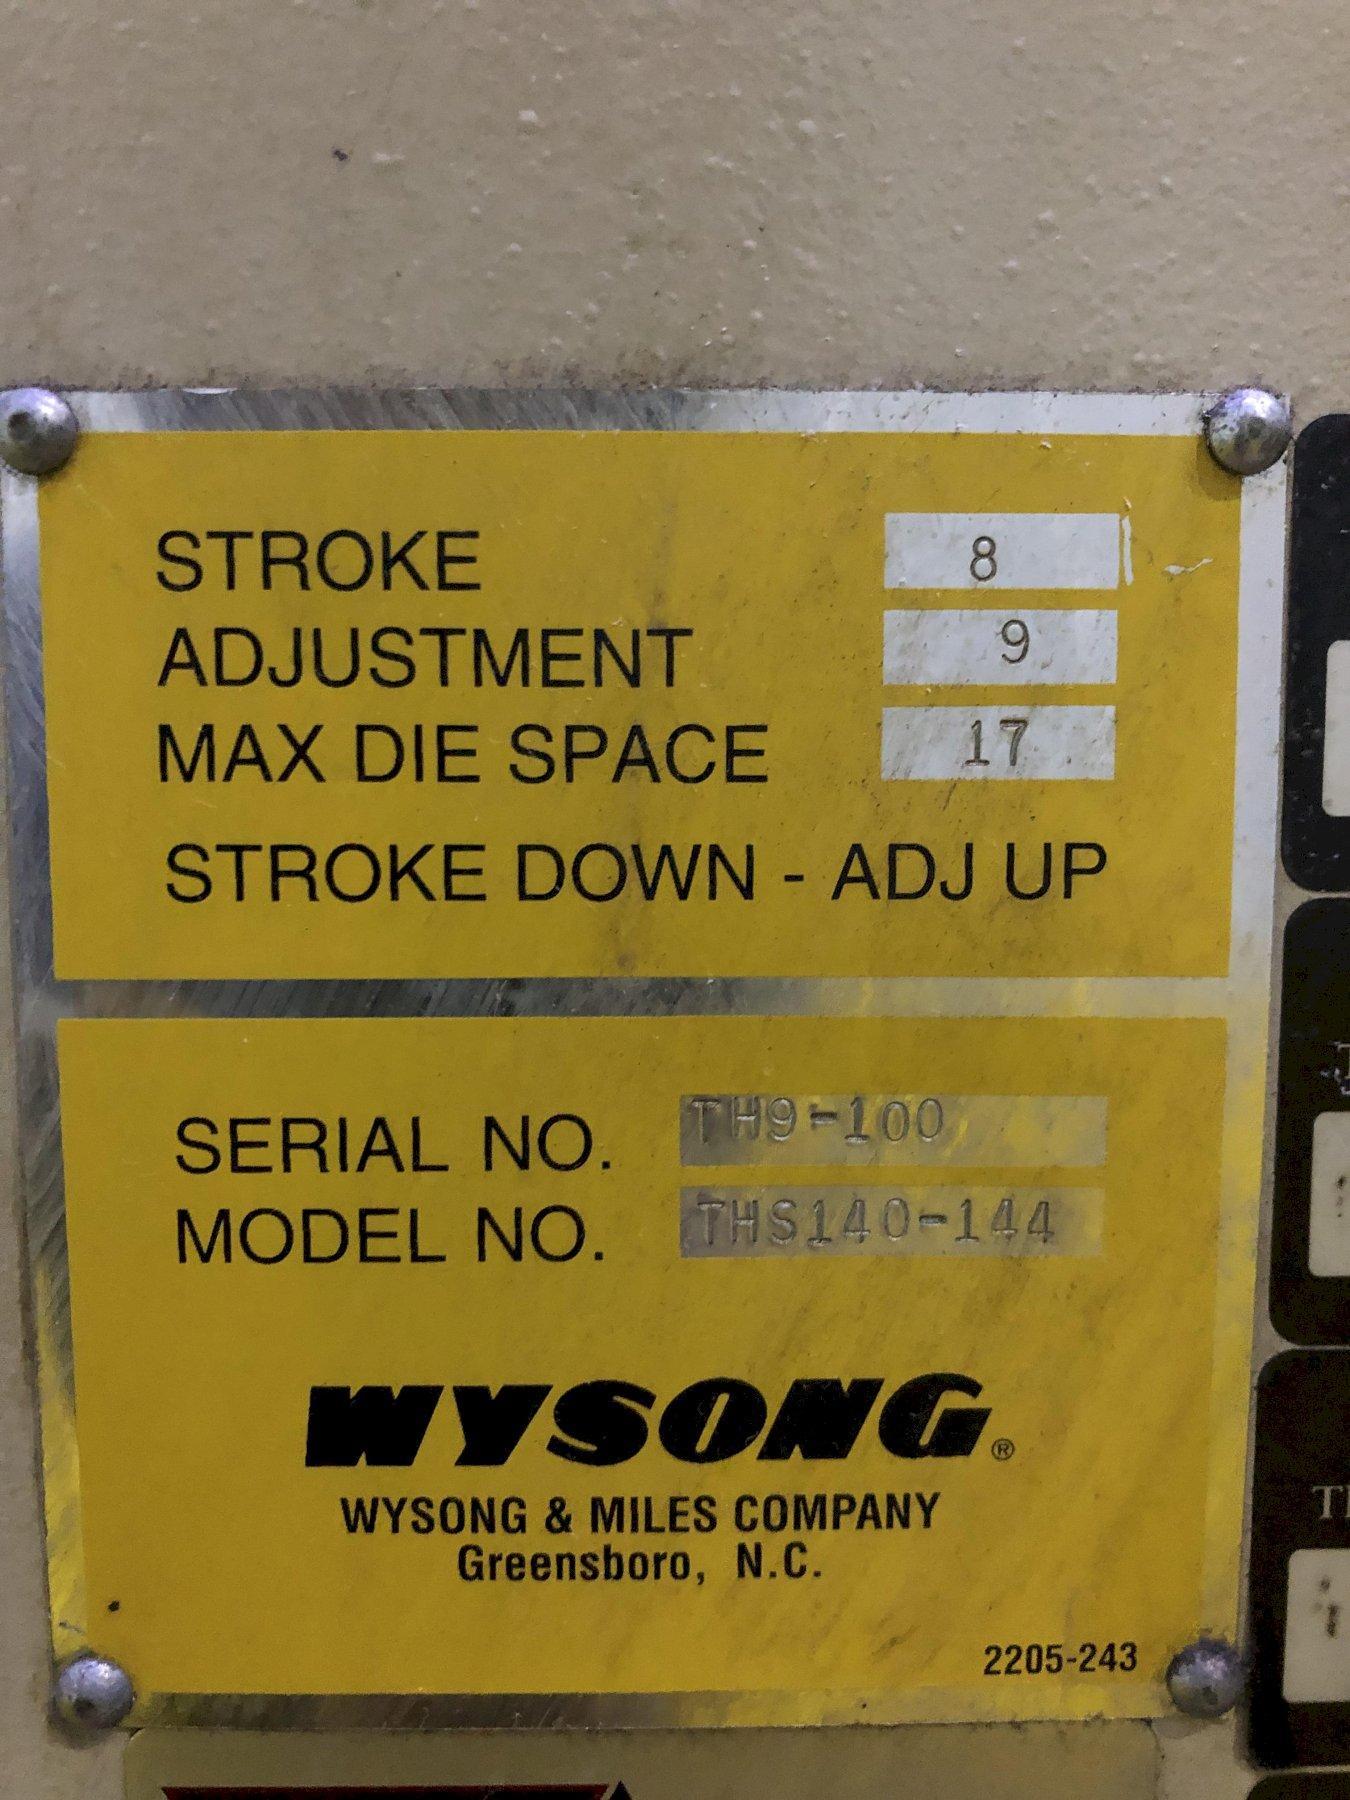 STROKE 8
ADJUSTMENT 9
MAX DIE SPACE 17
STROKE DOWN - ADJ UP
SERIAL NO. TH9-100
MODEL NO. THS140-144
WYSONG®
WYSONG & MILES COMPANY
Greensboro, N.C.
2205-243